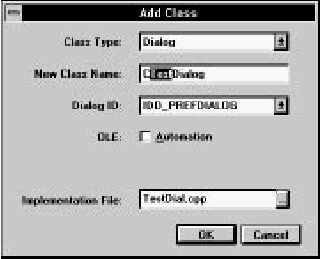 Add Class
Class Type: Dialog
New Class Name: CTestDialog
Dialog ID: IDD_PREFDIALOG
OLE: Automation
Implementation File: TestDial.cpp ...
OK Cancel